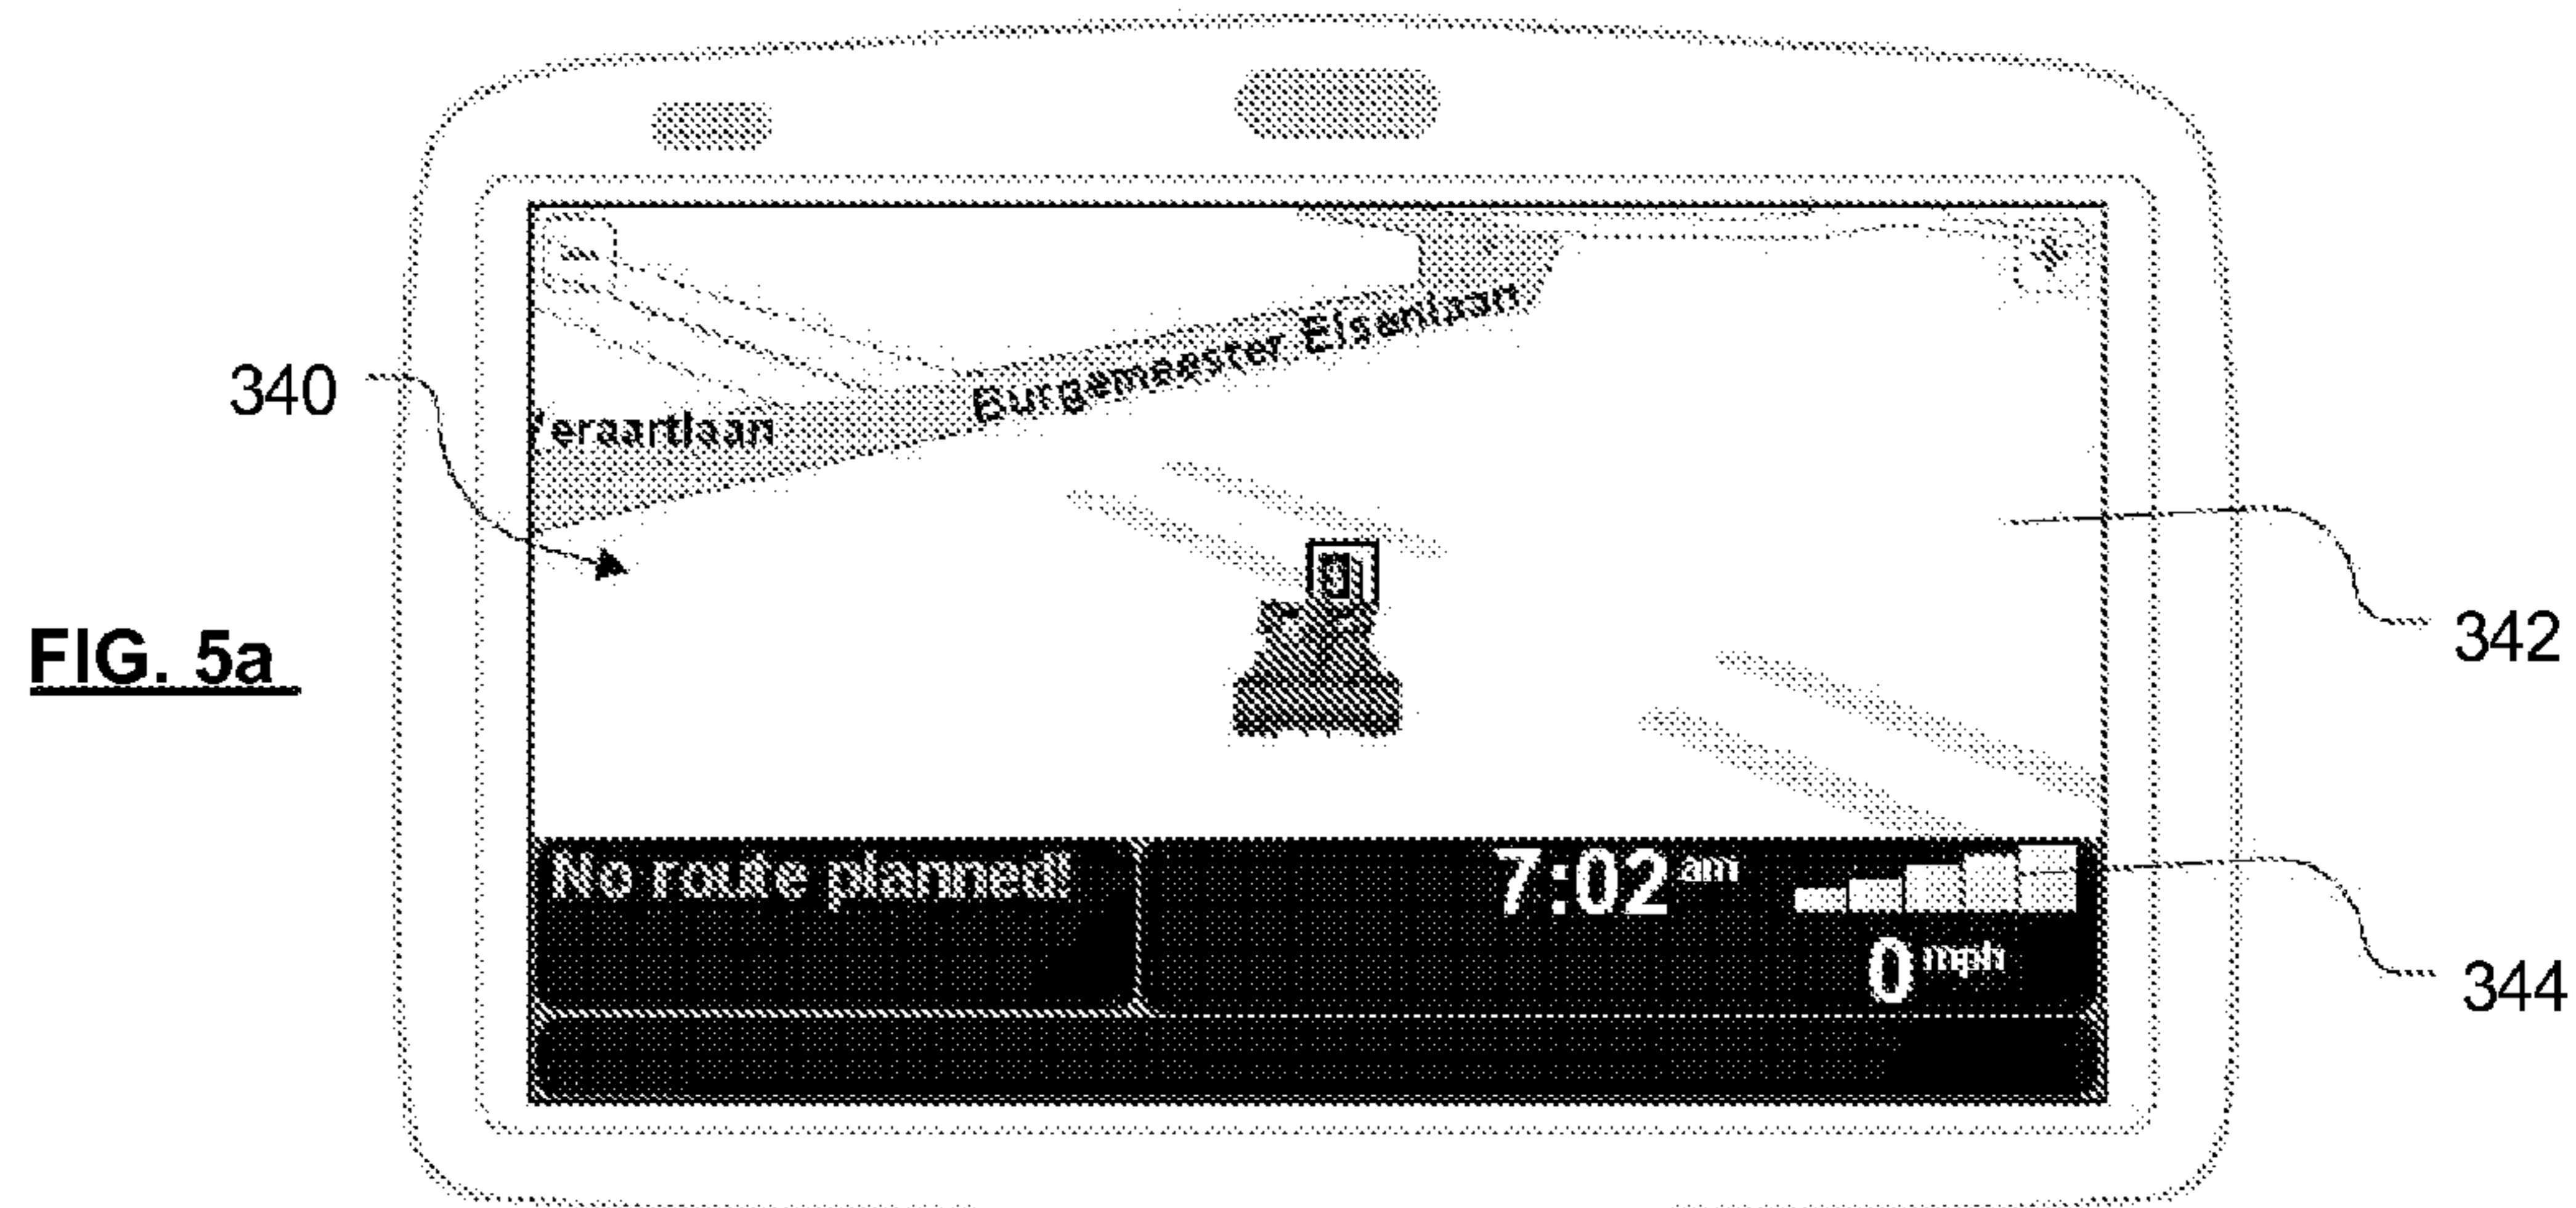 Burgemeester Elsenlaan
'eraartlaan
340
342
FIG. 5a
No route planned!
7:02 am
0 mph
344